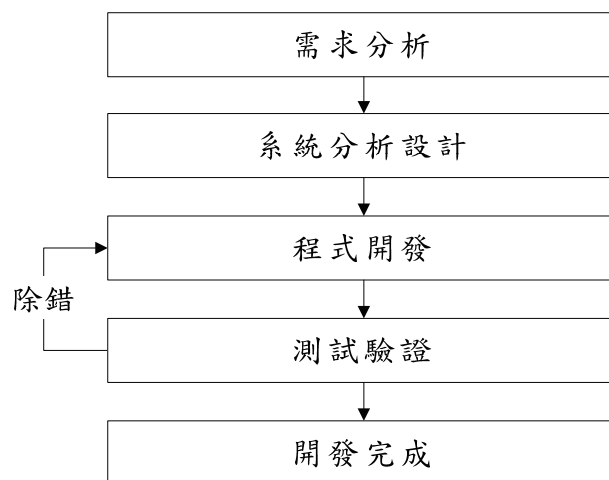 需求分析
系統分析設計
程式開發
除錯
測試驗證
開發完成